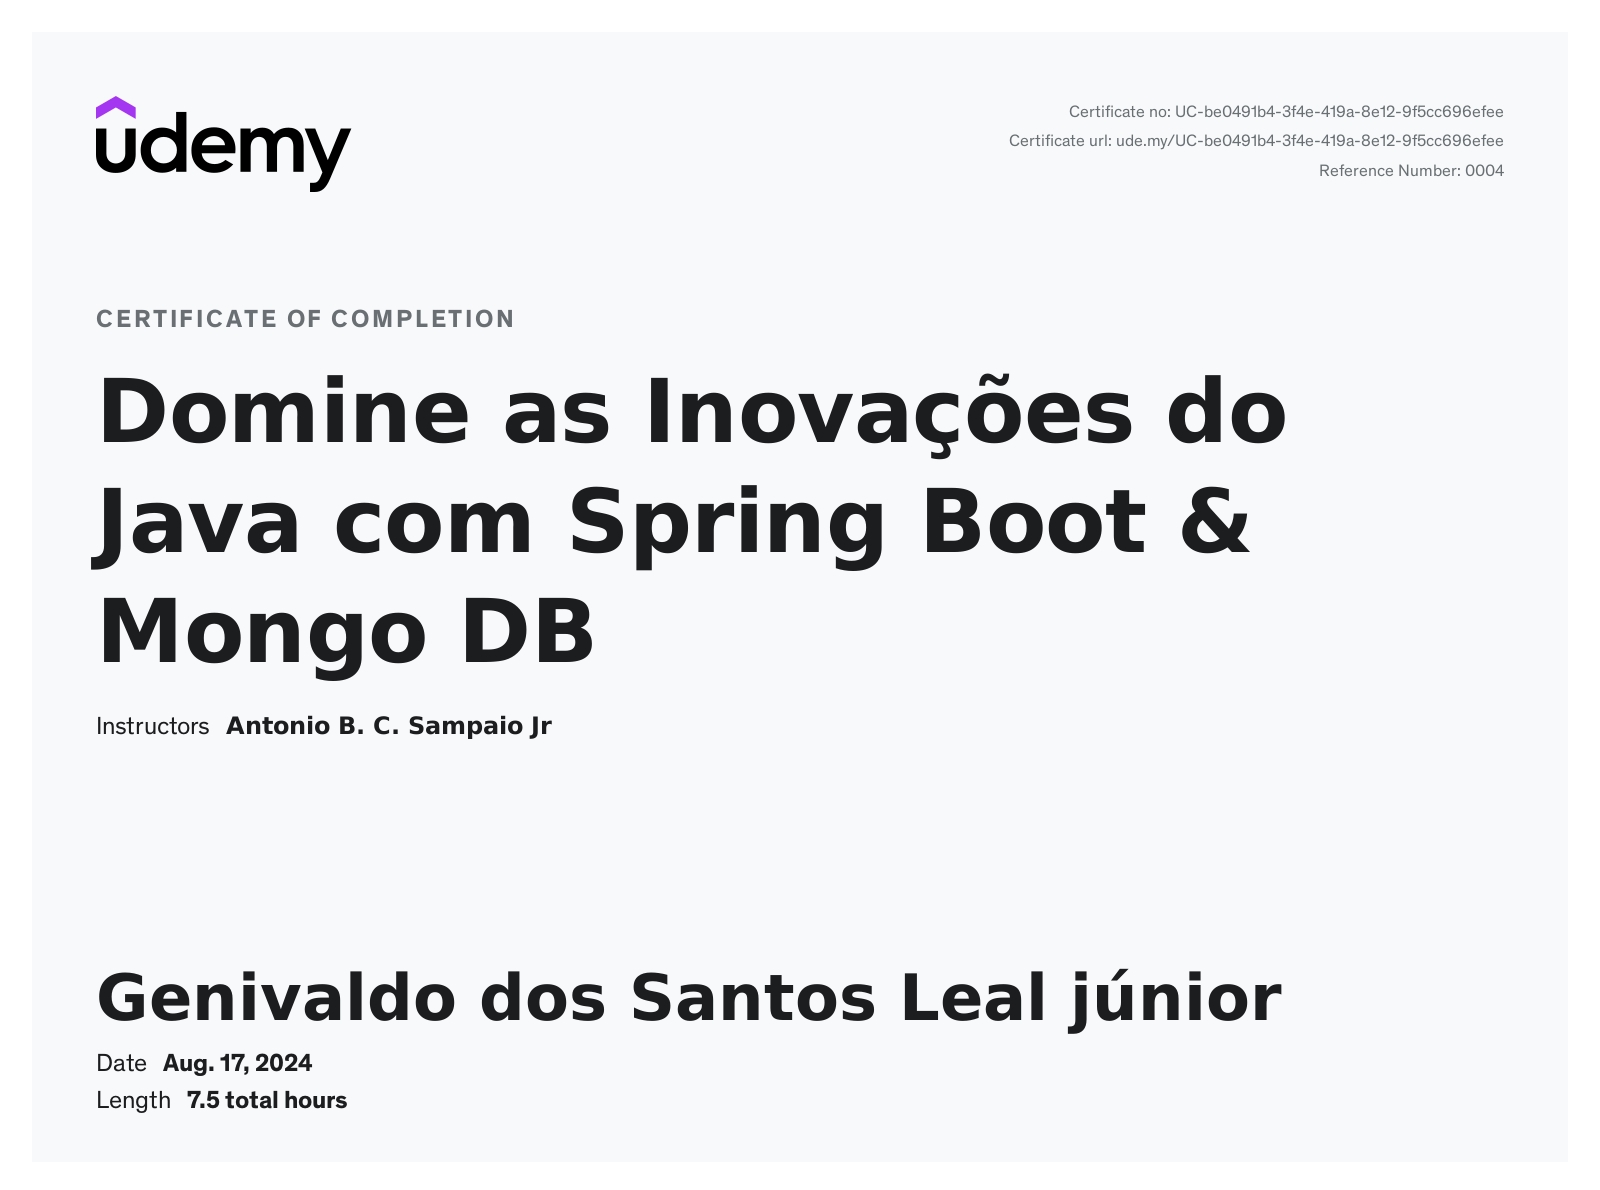 udemy
Certificate no: UC-be0491b4-3f4e-419a-8e12-9f5cc696efee
Certificate url: ude.my/UC-be0491b4-3f4e-419a-8e12-9f5cc696efee
Reference Number: 0004
CERTIFICATE OF COMPLETION
Domine as Inovações do
Java com Spring Boot &
Mongo DB
Instructors Antonio B. C. Sampaio Jr
Genivaldo dos Santos Leal júnior
Date Aug. 17, 2024
Length 7.5 total hours